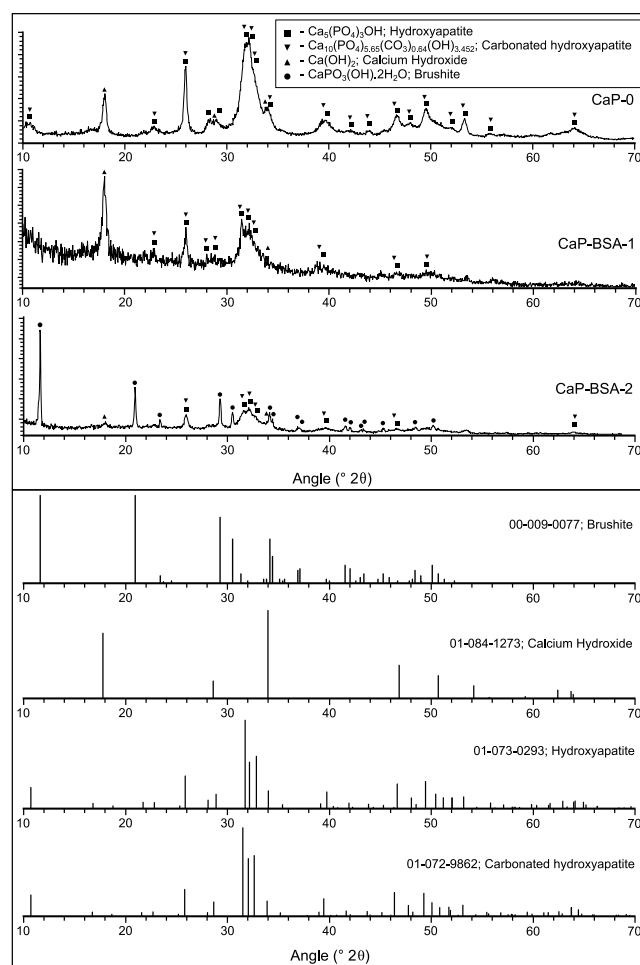 ■ - Ca5(PO4)3OH; Hydroxyapatite
▼ - Ca10(PO4)5.65(CO3)0.64(OH)3.452; Carbonated hydroxyapatite
▲ - Ca(OH)2; Calcium Hydroxide
● - CaPO3(OH).2H2O; Brushite
CaP-0
10 20 30 40 50 60 70
CaP-BSA-1
10 20 30 40 50 60 70
CaP-BSA-2
10 20 30 40 50 60 70
Angle (° 2θ)
00-009-0077; Brushite
10 20 30 40 50 60 70
01-084-1273; Calcium Hydroxide
10 20 30 40 50 60 70
01-073-0293; Hydroxyapatite
10 20 30 40 50 60 70
01-072-9862; Carbonated hydroxyapatite
10 20 30 40 50 60 70
Angle (° 2θ)